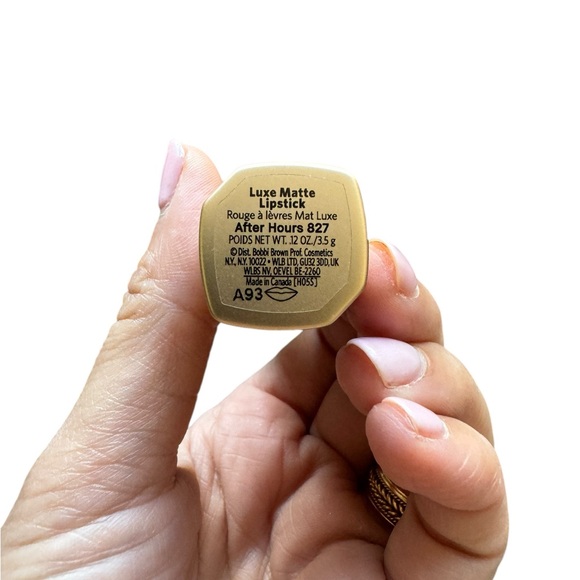 Luxe Matte
Lipstick
Rouge à lèvres Mat Luxe
After Hours 827
POIDS NET WT. .12 OZ./3.5 g
© Dist. Bobbi Brown Prof. Cosmetics
N.Y., N.Y. 10022 • WLB LTD, GU32 3DD, UK
WLBS NV, OEVEL BE-2260
Made in Canada [H055]
A93